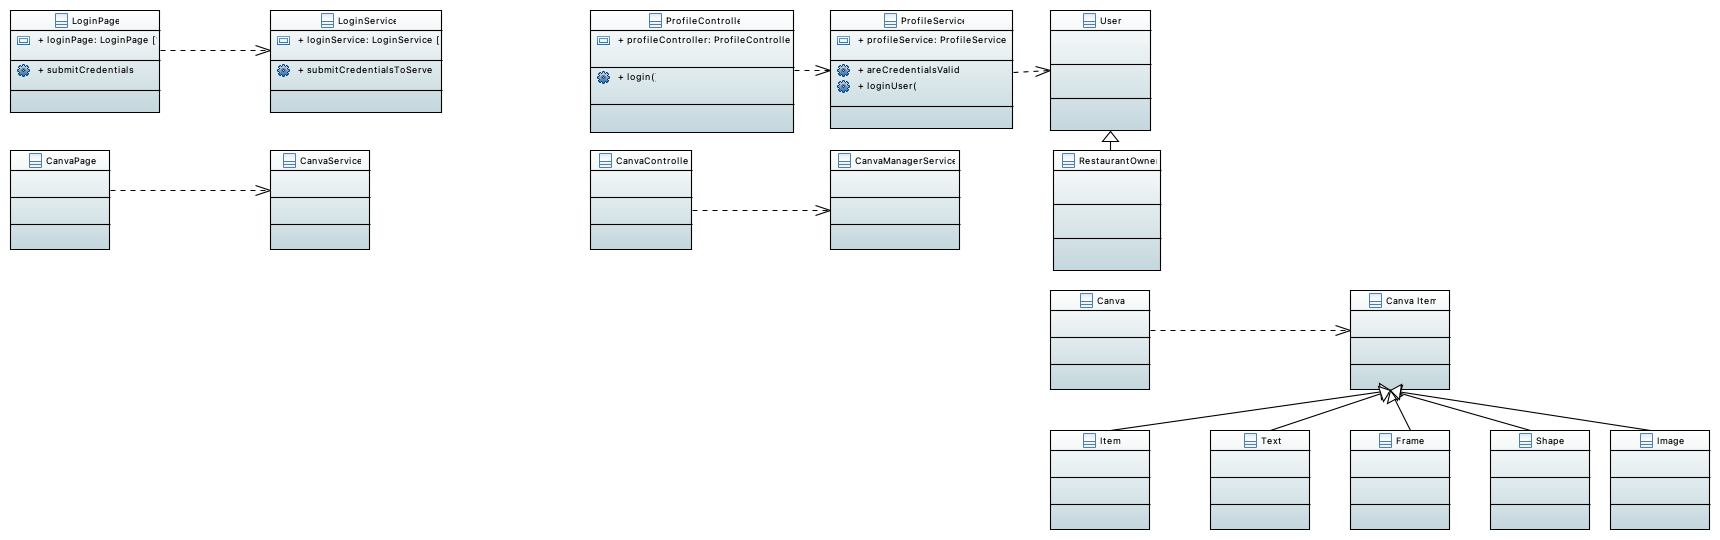 LoginPage
+ loginPage: LoginPage [
+ submitCredentials
LoginService
+ loginService: LoginService [
+ submitCredentialsToServe
ProfileControlle
+ profileController: ProfileControlle
+ login(
ProfileService
+ profileService: ProfileService
+ areCredentialsValid
+ loginUser(
User
CanvaPage
CanvaService
CanvaControlle
CanvaManagerService
RestaurantOwne
Canva
Canva Item
Item
Text
Frame
Shape
Image